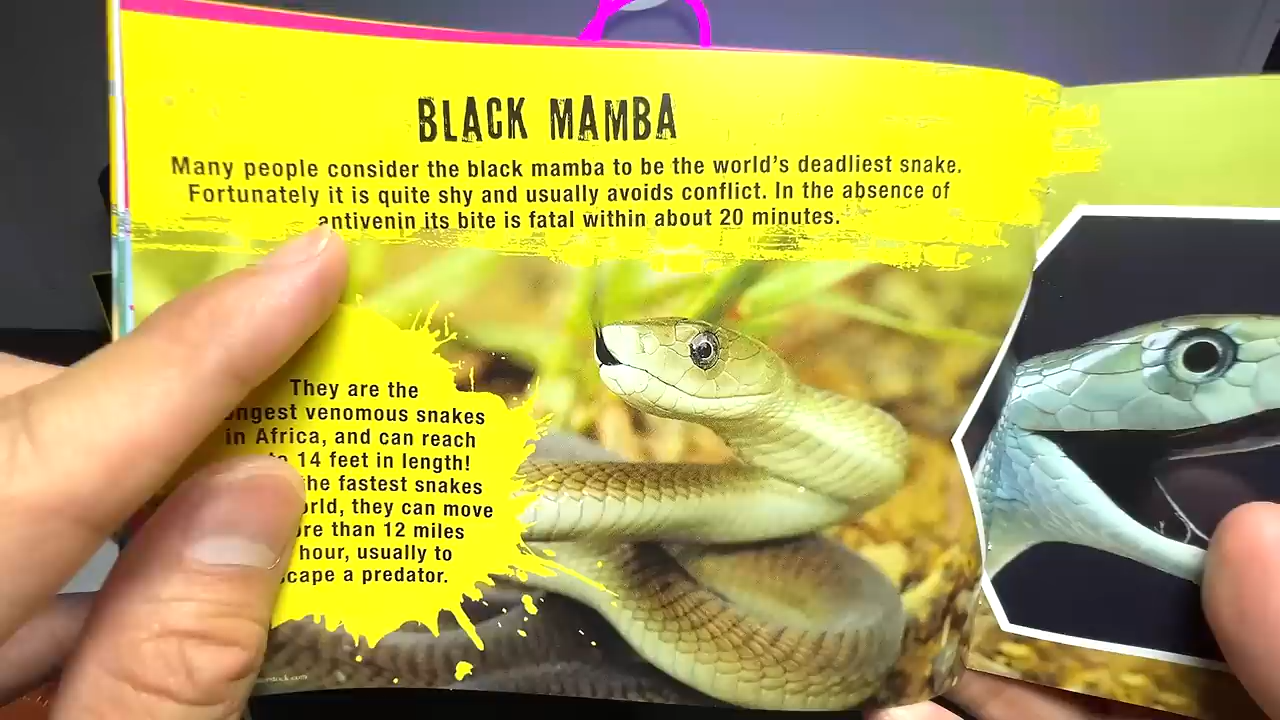 BLACK MAMBA
Many people consider the black mamba to be the world's deadliest snake.
Fortunately it is quite shy and usually avoids conflict. In the absence of
antivenin its bite is fatal within about 20 minutes.
They are the
ongest venomous snakes
in Africa, and can reach
to 14 feet in length!
the fastest snakes
orld, they can move
ore than 12 miles
hour, usually to
scape a predator.